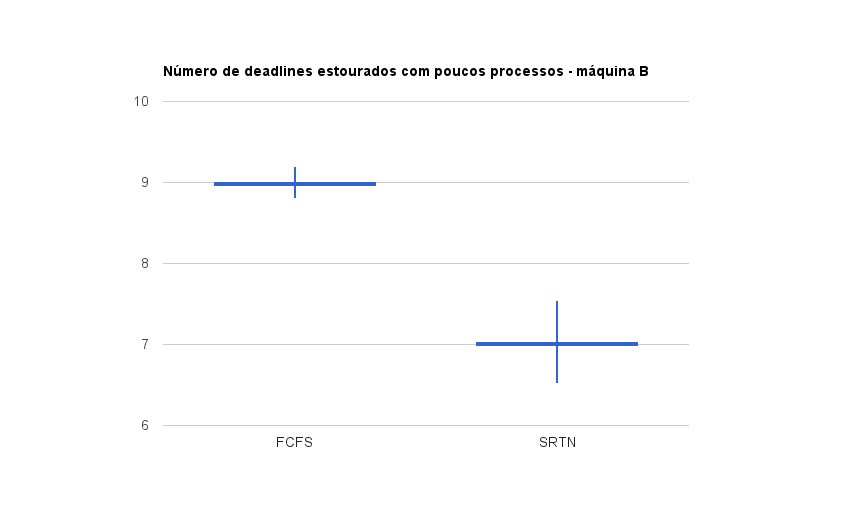 Número de deadlines estourados com poucos processos - máquina B
10
9
8
7
6
FCFS SRTN